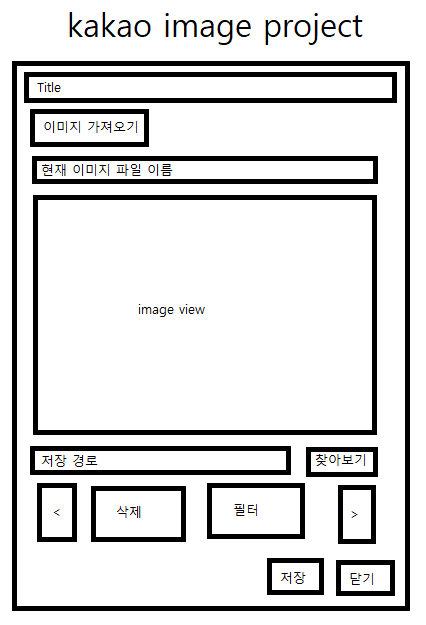 kakao image project
Title
이미지 가져오기
현재 이미지 파일 이름
image view
저장 경로
찾아보기
<
삭제
필터
>
저장
닫기